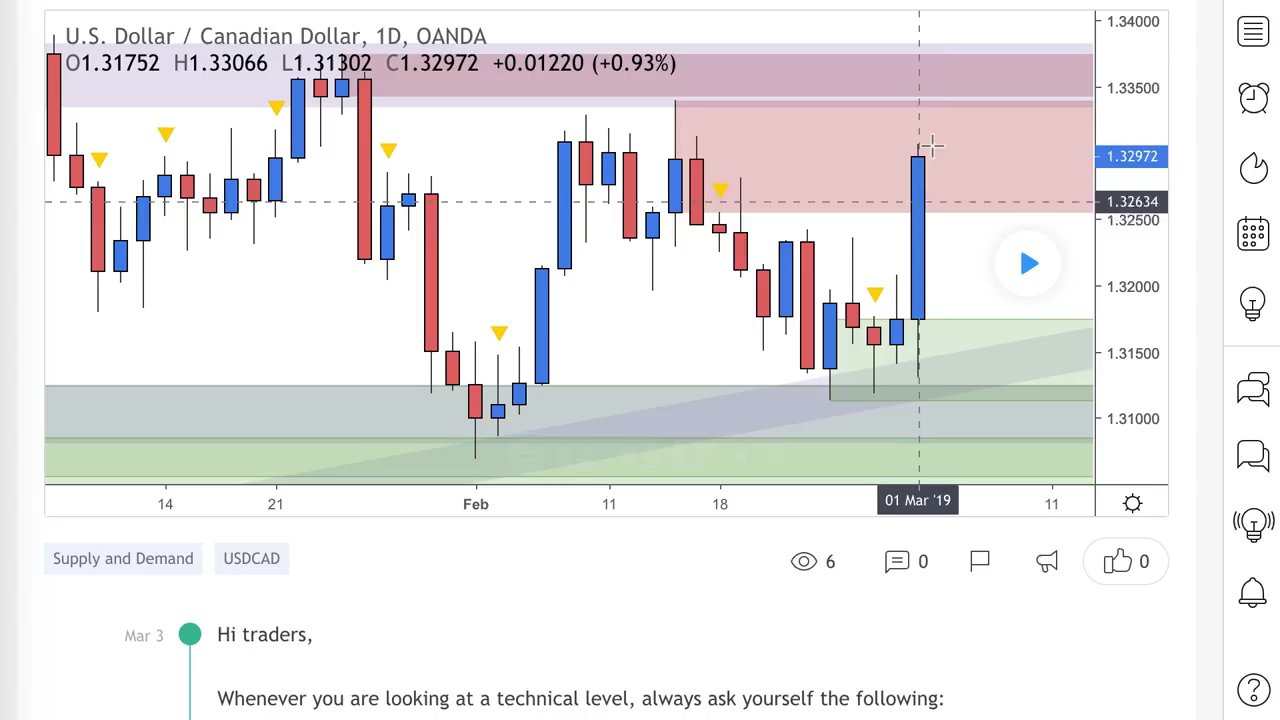 U.S. Dollar / Canadian Dollar, 1D, OANDA
O1.31752 H1.33066 L1.31302 C1.32972 +0.01220 (+0.93%)
1.34000
1.33500
1.32972
1.32634
1.32500
1.32000
1.31500
1.31000
14 21 Feb 11 18 01 Mar '19 11
Supply and Demand USDCAD 6 0 0
Mar 3 Hi traders,
Whenever you are looking at a technical level, always ask yourself the following: